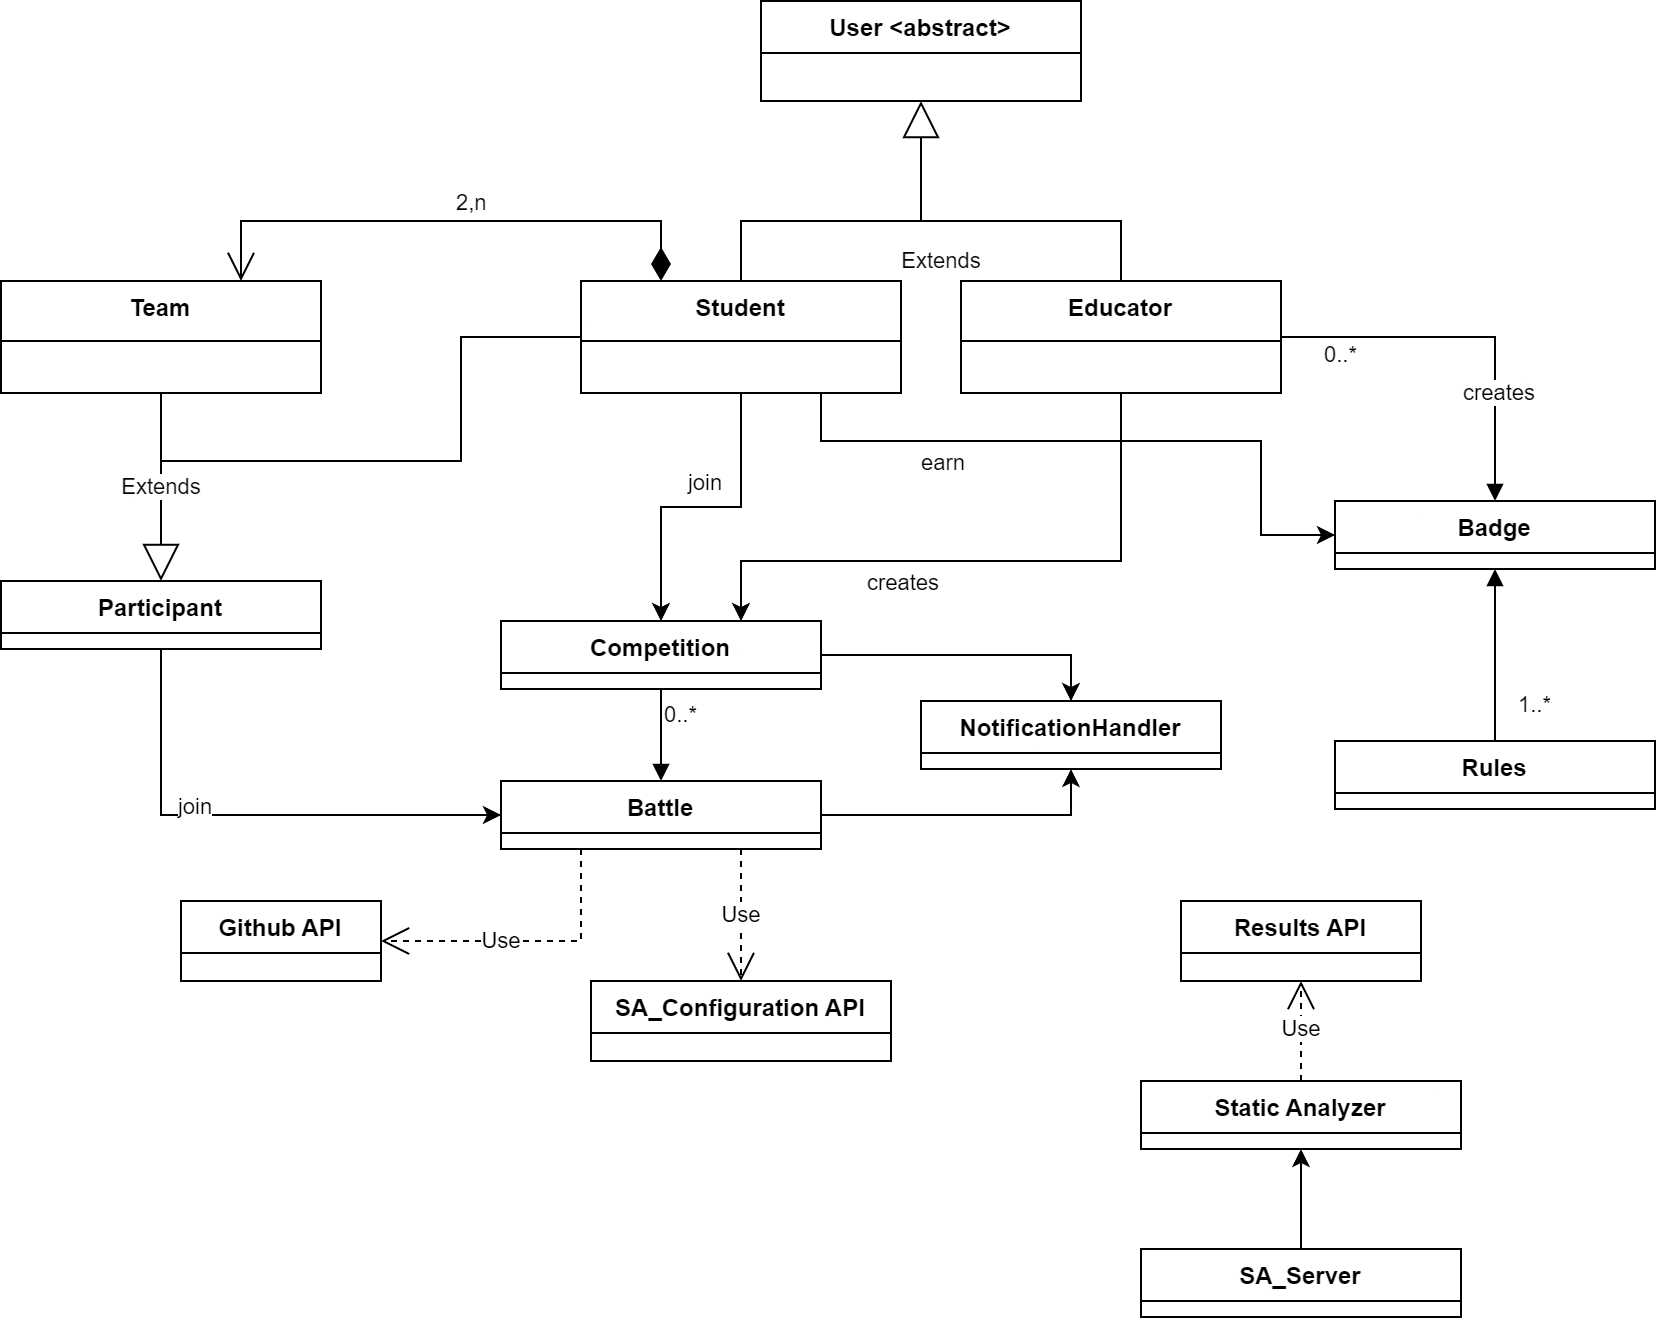 User <abstract>
2,n
Extends
Team
Student
Educator
0..*
creates
earn
join
Extends
Badge
creates
Participant
Competition
0..*
NotificationHandler
1..*
Rules
join
Battle
Use
Github API
Use
Results API
SA_Configuration API
Use
Static Analyzer
SA_Server